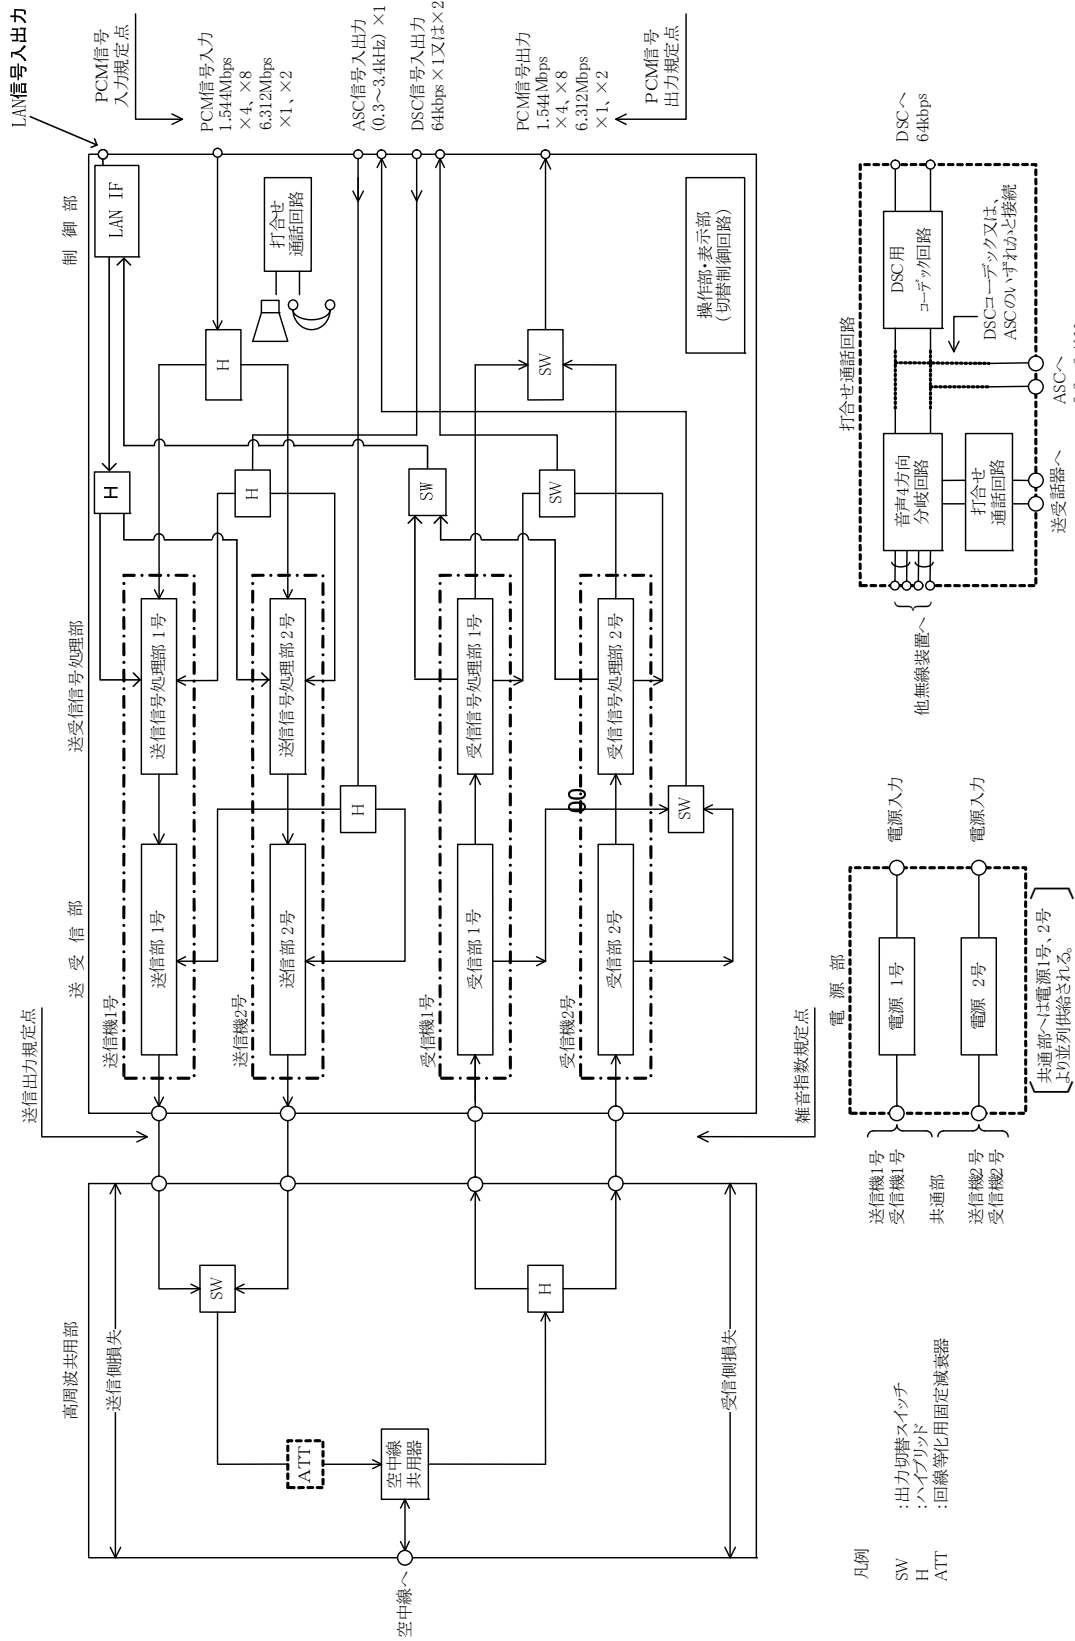 LAN信号入出力
PCM信号
入力規定点
PCM信号入力
1.544Mbps
×4、×8
6.312Mbps
×1、×2
ASC信号入出力
(0.3～3.4kHz) ×1
DSC信号入出力
64kbps×1又は×2
PCM信号出力
1.544Mbps
×4、×8
6.312Mbps
×1、×2
PCM信号
出力規定点
制御部
LAN IF
打合せ
通話回路
操作部・表示部
(切替制御回路)
H
H
H
SW
SW
SW
送受信信号処理部
送信信号処理部 1号
送信信号処理部 2号
受信信号処理部 1号
受信信号処理部 2号
H
SW
00
送受信部
送信部 1号
送信部 2号
受信部 1号
受信部 2号
送信機1号
送信機2号
受信機1号
受信機2号
送信出力規定点
雑音指数規定点
高周波共用部
送信側損失
受信側損失
SW
H
ATT
空中線
共用器
空中線へ
打合せ通話回路
DSCへ
64kbps
DSC用
コーデック回路
DSCコーデック又は、
ASCのいずれかと接続
音声4方向
分岐回路
打合せ
通話回路
ASCへ
送受話器へ
他無線装置へ
電源部
電源入力
電源入力
電源 1号
電源 2号
共通部へは電源1号、2号
より並列供給される。
送信機1号
受信機1号
共通部
送信機2号
受信機2号
凡例
SW :出力切替スイッチ
H :ハイブリッド
ATT :回線等化用固定減衰器